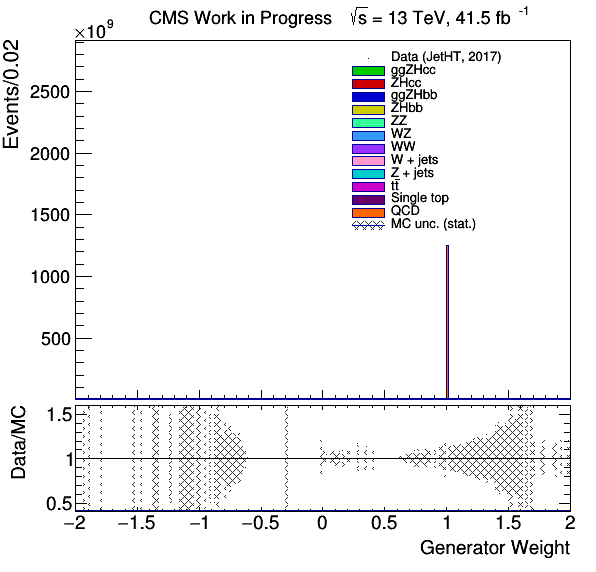 CMS Work in Progress √s = 13 TeV, 41.5 fb -1
×10^9
Events/0.02
2500
2000
1500
1000
500
Data (JetHT, 2017)
ggZHcc
ZHcc
ggZHbb
ZHbb
ZZ
WZ
WW
W + jets
Z + jets
tt̄
Single top
QCD
MC unc. (stat.)
Data/MC
1.5
1
0.5
−2 −1.5 −1 −0.5 0 0.5 1 1.5 2
Generator Weight